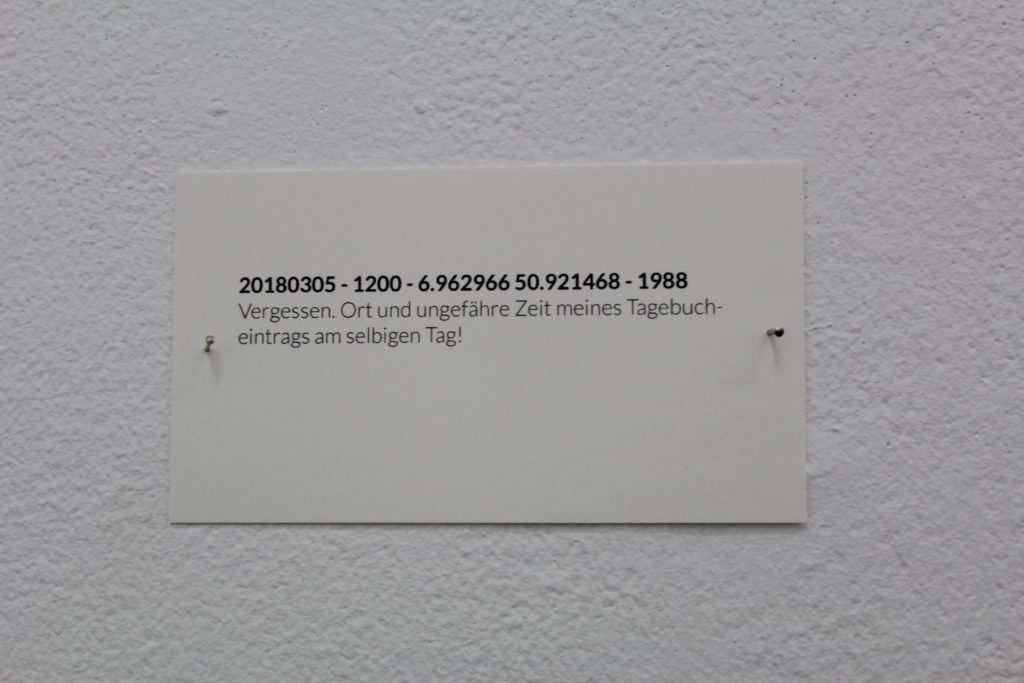 20180305 - 1200 - 6.962966 50.921468 - 1988
Vergessen. Ort und ungefähre Zeit meines Tagebuch-
eintrags am selbigen Tag!